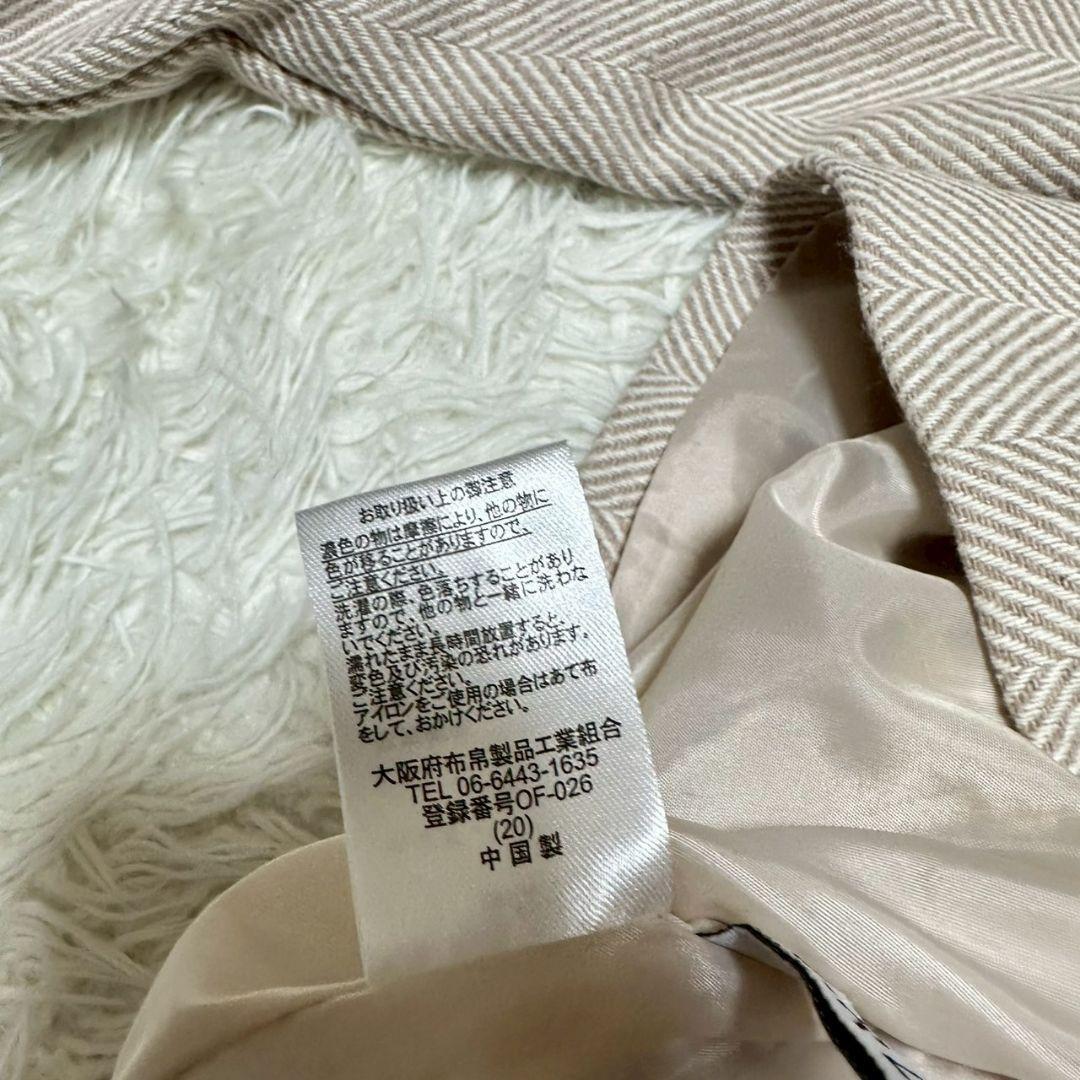 お取り扱い上の御注意
濃色の物は摩擦により、他の物に
色が移ることがありますので、
ご注意ください。
洗濯の際、色落ちすることがあり
ますので、他の物と一緒に洗わな
いでください。
濡れたまま長時間放置すると、
変色及び汚染の恐れがあります。
ご注意ください。
アイロンをご使用の場合はあて布
をして、おかけください。
大阪府布帛製品工業組合
TEL 06-6443-1635
登録番号OF-026
(20)
中国製